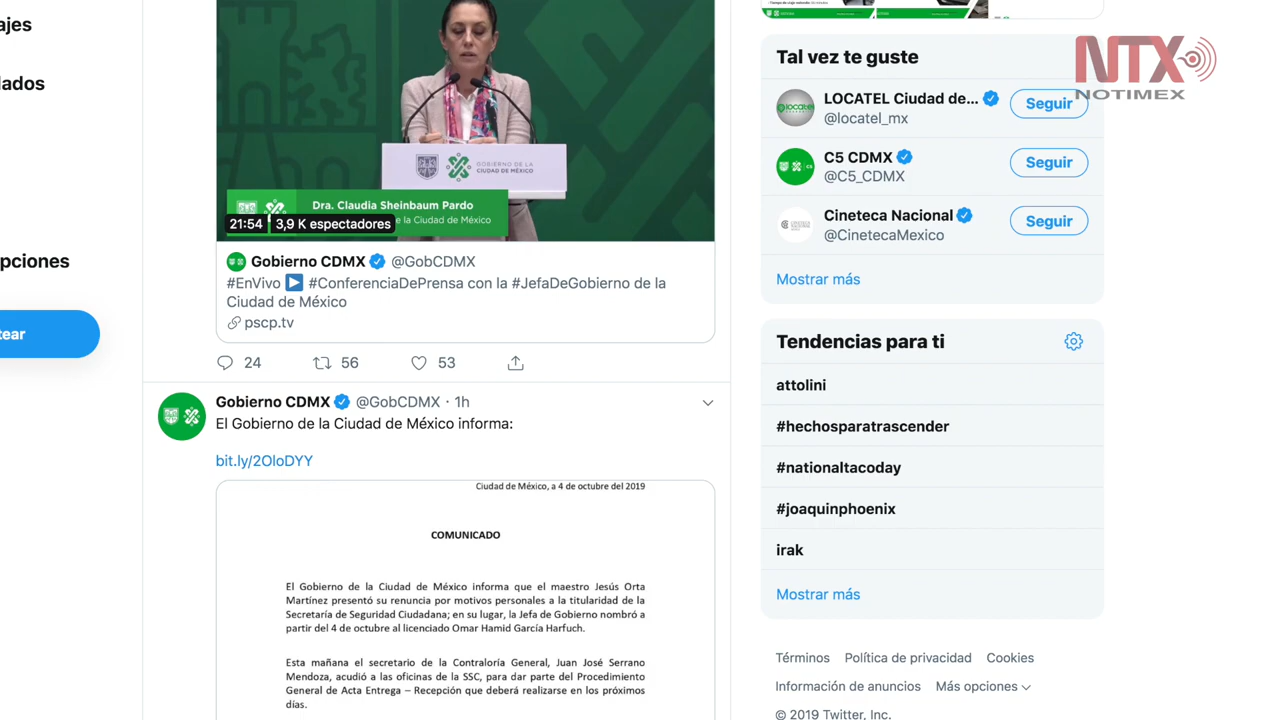 ajes
lados
pciones
tear
GOBIERNO DE LA
CIUDAD DE MÉXICO
Dra. Claudia Sheinbaum Pardo
de la Ciudad de México
21:54 3,9 K espectadores
Gobierno CDMX @GobCDMX
#EnVivo ▶ #ConferenciaDePrensa con la #JefaDeGobierno de la
Ciudad de México
pscp.tv
24 56 53
Gobierno CDMX @GobCDMX · 1h
El Gobierno de la Ciudad de México informa:
bit.ly/2OloDYY
Ciudad de México, a 4 de octubre del 2019
COMUNICADO
El Gobierno de la Ciudad de México informa que el maestro Jesús Orta
Martínez presentó su renuncia por motivos personales a la titularidad de la
Secretaría de Seguridad Ciudadana; en su lugar, la Jefa de Gobierno nombró a
partir del 4 de octubre al licenciado Omar Hamid García Harfuch.
Esta mañana el secretario de la Contraloría General, Juan José Serrano
Mendoza, acudió a las oficinas de la SSC, para dar parte del Procedimiento
General de Acta Entrega – Recepción que deberá realizarse en los próximos
días.
Tal vez te guste
NTX
NOTIMEX
LOCATEL Ciudad de...
@locatel_mx
Seguir
C5 CDMX
@C5_CDMX
Seguir
Cineteca Nacional
@CinetecaMexico
Seguir
Mostrar más
Tendencias para ti
attolini
#hechosparatrascender
#nationaltacoday
#joaquinphoenix
irak
Mostrar más
Términos Política de privacidad Cookies
Información de anuncios Más opciones
© 2019 Twitter, Inc.